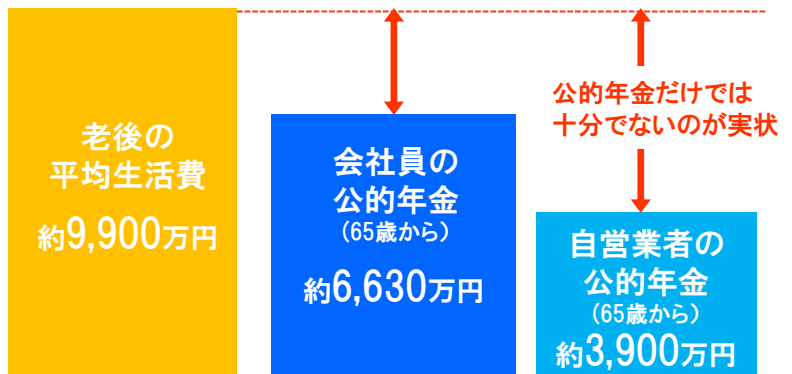 老後の
平均生活費
約9,900万円
会社員の
公的年金
(65歳から)
約6,630万円
公的年金だけでは
十分でないのが実状
自営業者の
公的年金
(65歳から)
約3,900万円